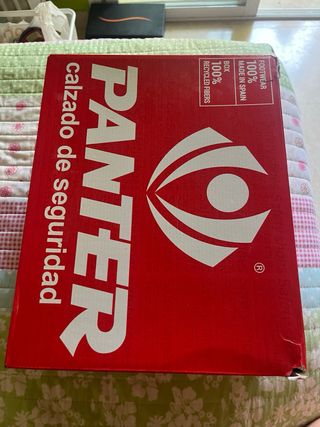 PANTER
calzado de seguridad
®
FOOTWEAR
100%
MADE IN SPAIN
BOX
100%
RECYCLED FIBERS